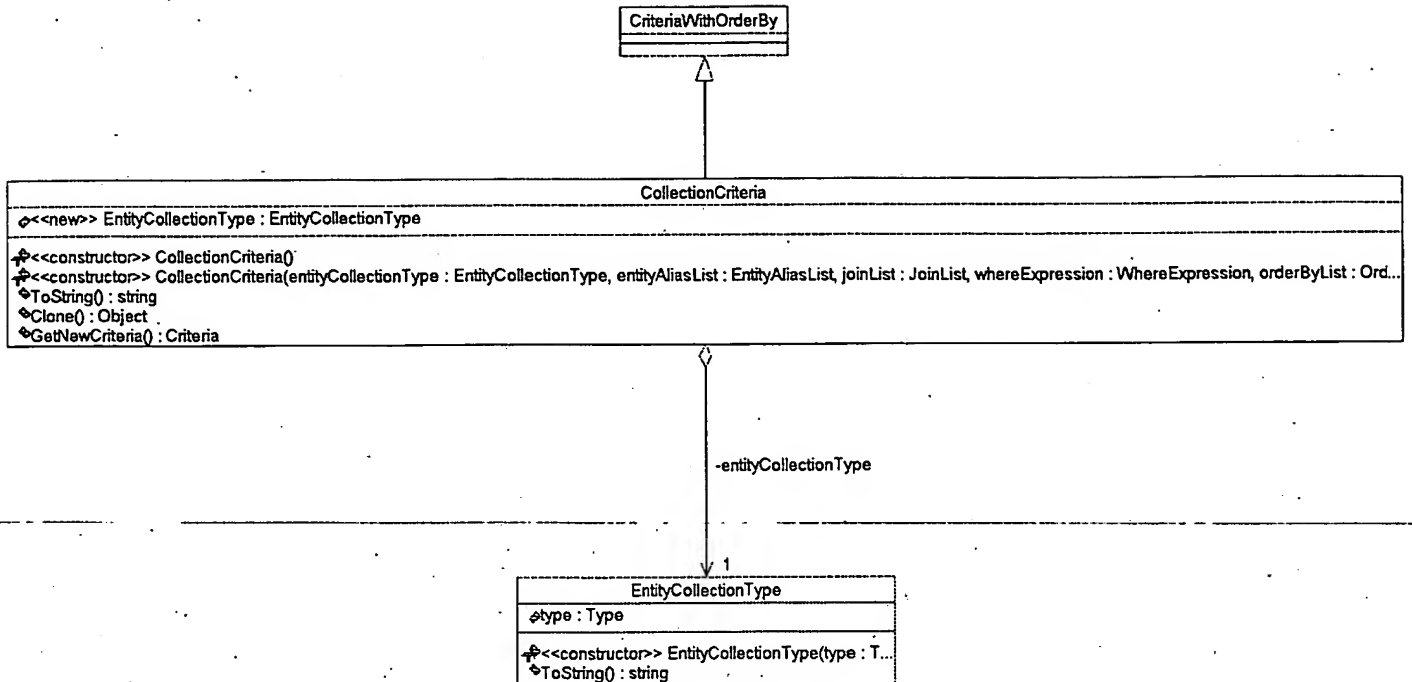 CriteriaWithOrderBy
CollectionCriteria
<<new>> EntityCollectionType : EntityCollectionType
<<constructor>> CollectionCriteria()
<<constructor>> CollectionCriteria(entityCollectionType : EntityCollectionType, entityAliasList : EntityAliasList, joinList : JoinList, whereExpression : WhereExpression, orderByList : Ord...
ToString() : string
Clone() : Object
GetNewCriteria() : Criteria
-entityCollectionType
1
EntityCollectionType
type : Type
<<constructor>> EntityCollectionType(type : T...
ToString() : string